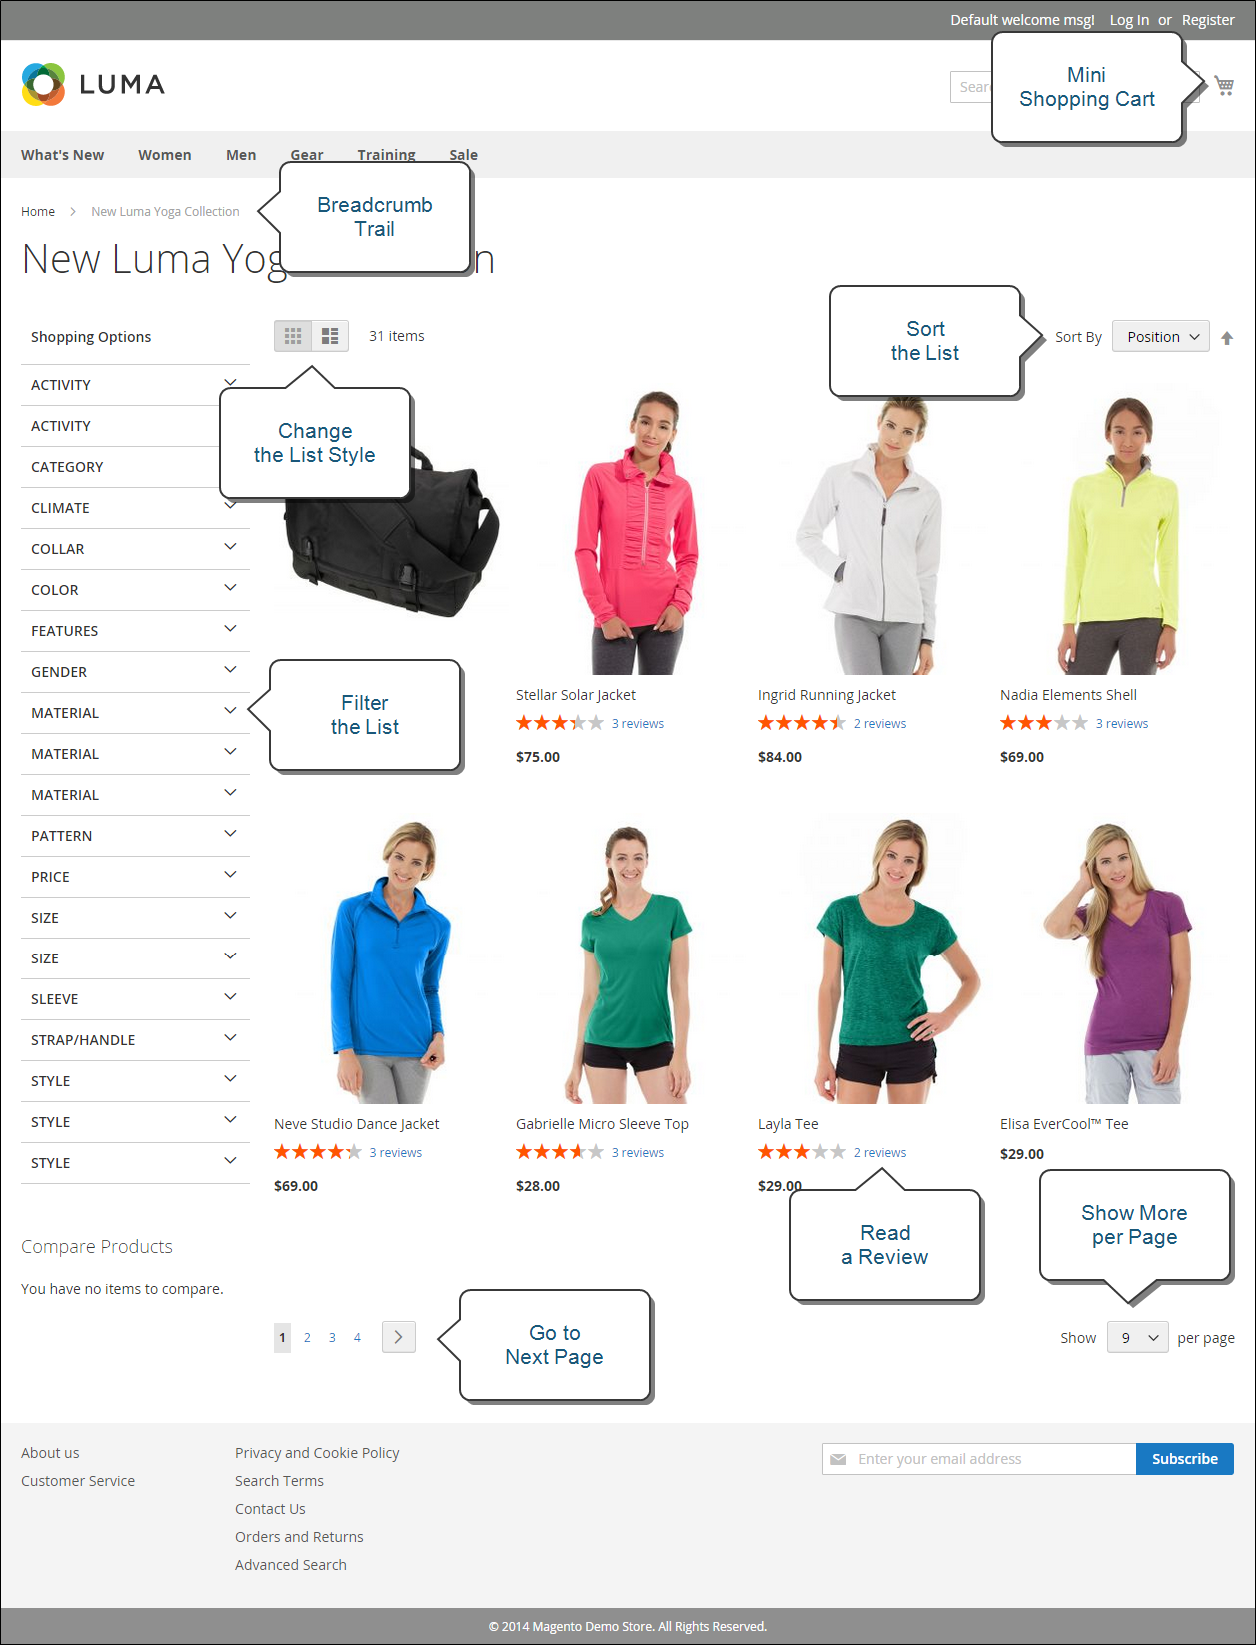 Default welcome msg! Log In or Register
LUMA
Sear
Mini
Shopping Cart
What's New Women Men Gear Training Sale
Home New Luma Yoga Collection
Breadcrumb
Trail
New Luma Yog n
Shopping Options
31 items
Sort
the List
Sort By Position
Change
the List Style
ACTIVITY
ACTIVITY
CATEGORY
CLIMATE
COLLAR
COLOR
FEATURES
GENDER
MATERIAL
MATERIAL
MATERIAL
PATTERN
PRICE
SIZE
SIZE
SLEEVE
STRAP/HANDLE
STYLE
STYLE
STYLE
Filter
the List
Stellar Solar Jacket
3 reviews
$75.00
Ingrid Running Jacket
2 reviews
$84.00
Nadia Elements Shell
3 reviews
$69.00
Neve Studio Dance Jacket
3 reviews
$69.00
Gabrielle Micro Sleeve Top
3 reviews
$28.00
Layla Tee
2 reviews
$29.00
Elisa EverCool™ Tee
$29.00
Read
a Review
Show More
per Page
Compare Products
You have no items to compare.
1 2 3 4
Go to
Next Page
Show 9 per page
About us
Customer Service
Privacy and Cookie Policy
Search Terms
Contact Us
Orders and Returns
Advanced Search
Enter your email address Subscribe
© 2014 Magento Demo Store. All Rights Reserved.